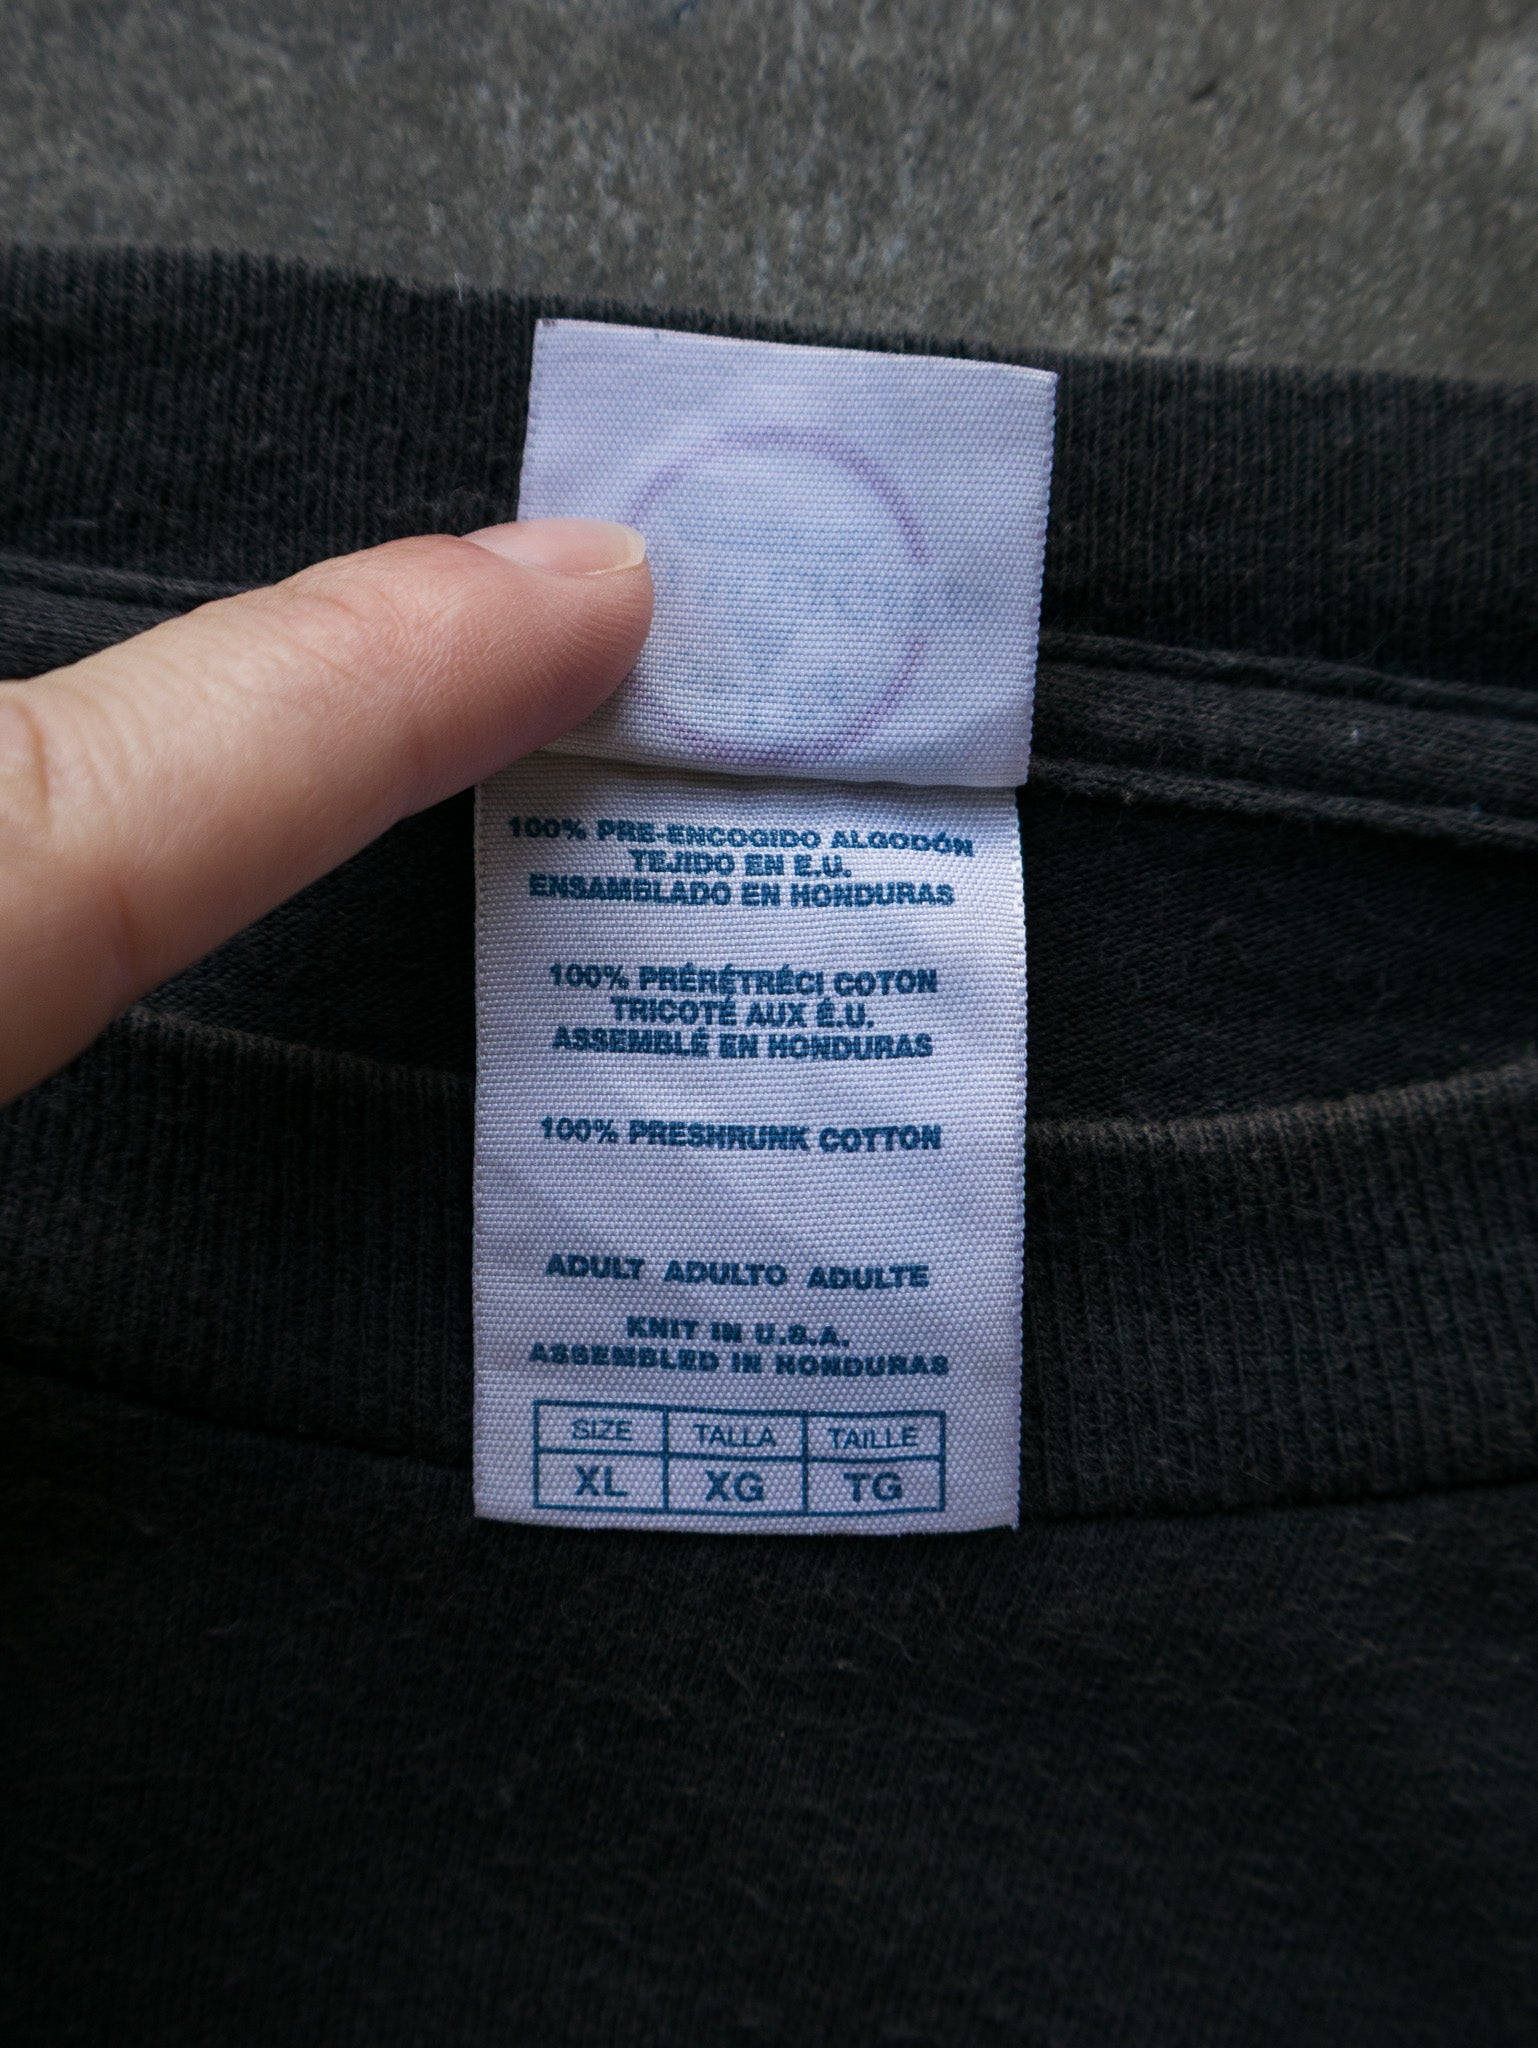 100% PRE-ENCOGIDO ALGODÓN
TEJIDO EN E.U.
ENSAMBLADO EN HONDURAS
100% PRÉRÉTRÉCI COTON
TRICOTÉ AUX É.U.
ASSEMBLÉ EN HONDURAS
100% PRESHRUNK COTTON
ADULT ADULTO ADULTE
KNIT IN U.S.A.
ASSEMBLED IN HONDURAS
SIZE TALLA TAILLE
XL XG TG